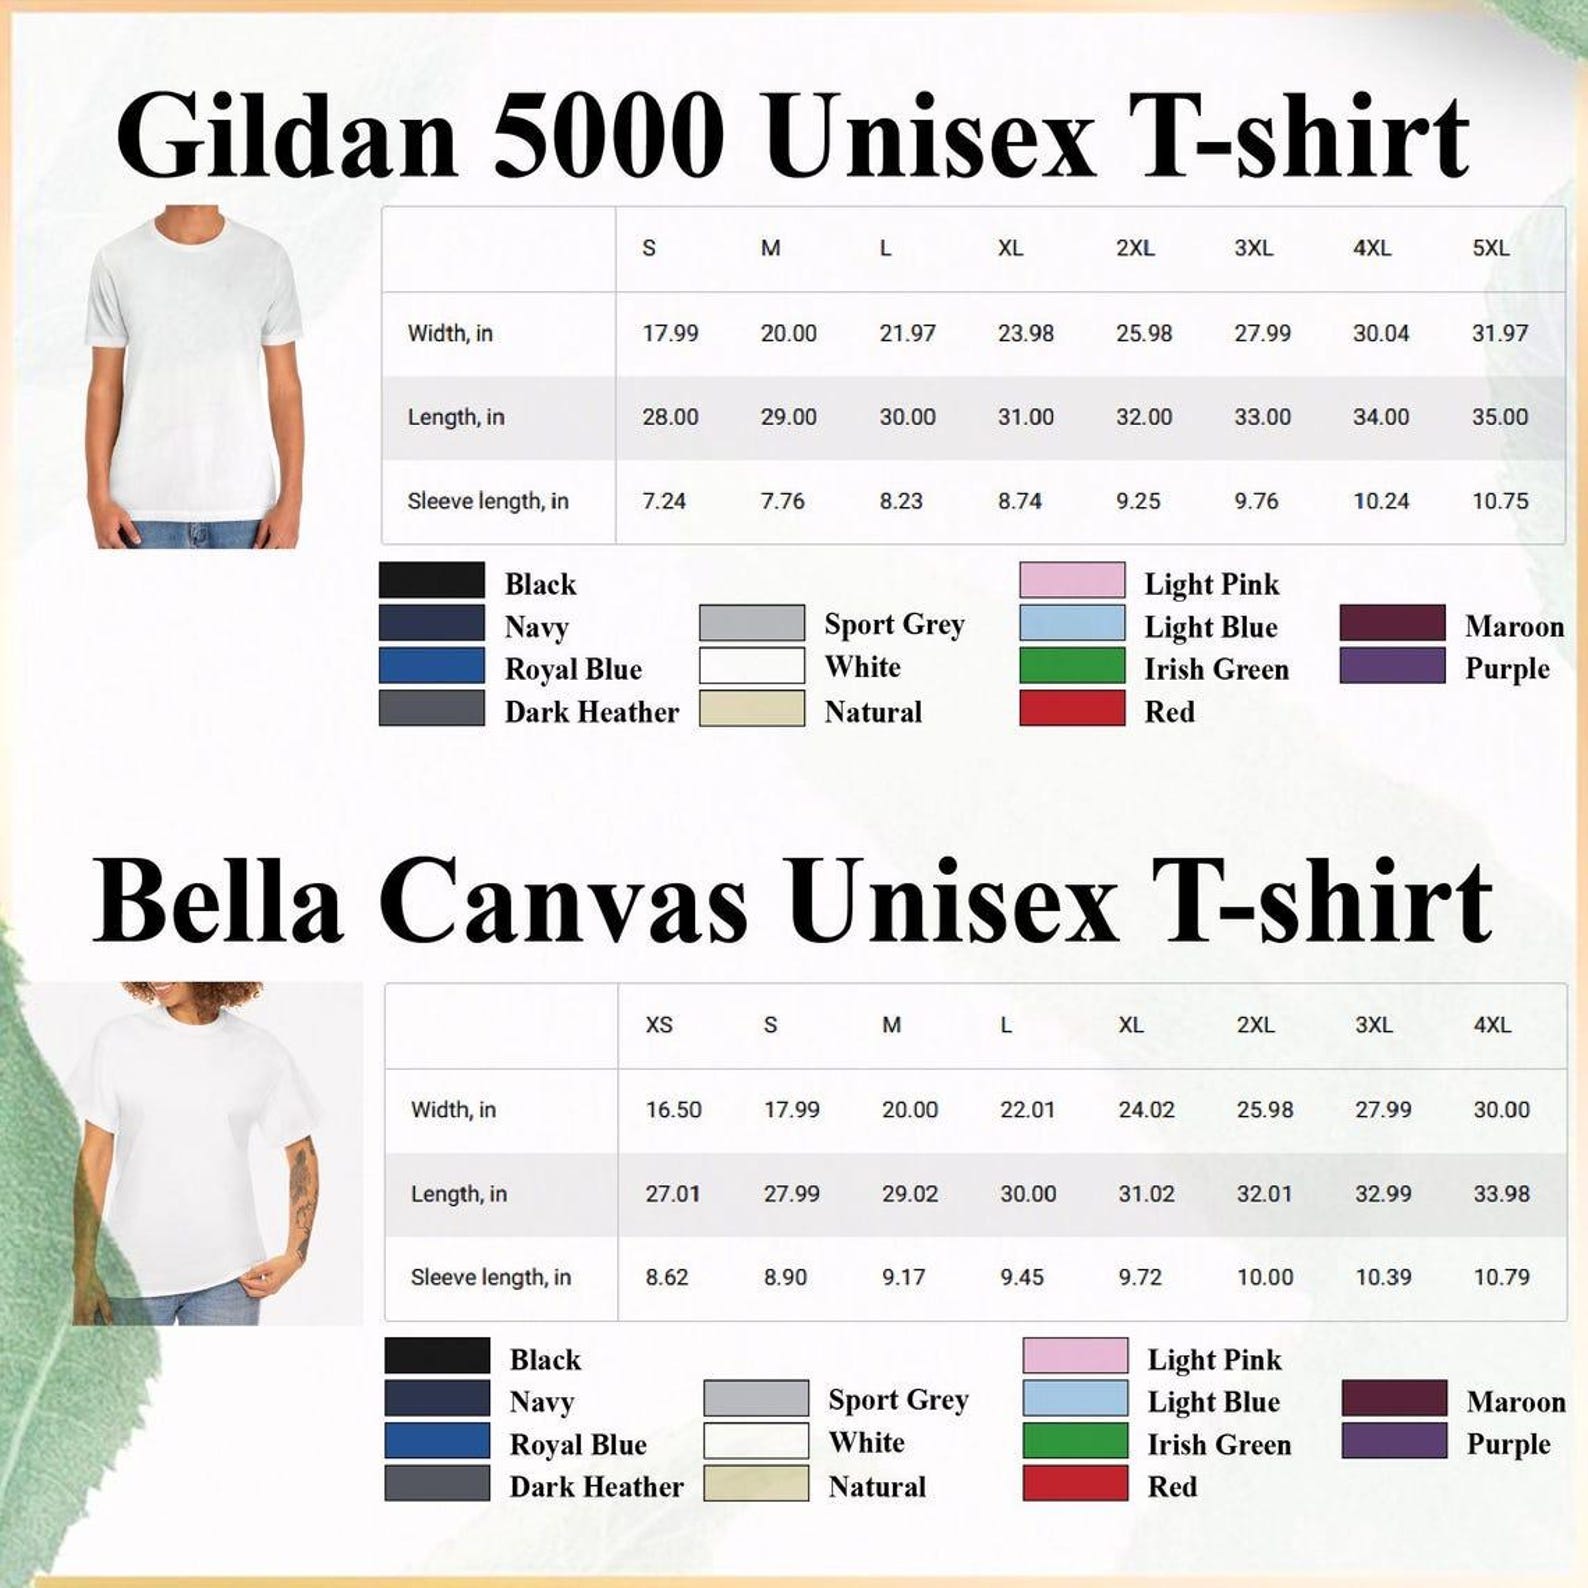 Gildan 5000 Unisex T-shirt
S M L XL 2XL 3XL 4XL 5XL
Width, in 17.99 20.00 21.97 23.98 25.98 27.99 30.04 31.97
Length, in 28.00 29.00 30.00 31.00 32.00 33.00 34.00 35.00
Sleeve length, in 7.24 7.76 8.23 8.74 9.25 9.76 10.24 10.75
Black
Navy
Royal Blue
Dark Heather
Sport Grey
White
Natural
Light Pink
Light Blue
Irish Green
Red
Maroon
Purple
Bella Canvas Unisex T-shirt
XS S M L XL 2XL 3XL 4XL
Width, in 16.50 17.99 20.00 22.01 24.02 25.98 27.99 30.00
Length, in 27.01 27.99 29.02 30.00 31.02 32.01 32.99 33.98
Sleeve length, in 8.62 8.90 9.17 9.45 9.72 10.00 10.39 10.79
Black
Navy
Royal Blue
Dark Heather
Sport Grey
White
Natural
Light Pink
Light Blue
Irish Green
Red
Maroon
Purple